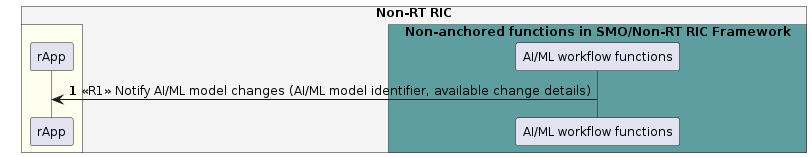 Non-RT RIC
Non-anchored functions in SMO/Non-RT RIC Framework
rApp
AI/ML workflow functions
1 «R1» Notify AI/ML model changes (AI/ML model identifier, available change details)
rApp
AI/ML workflow functions